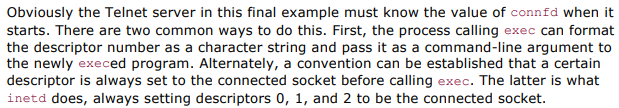 Obviously the Telnet server in this final example must know the value of connfd when it
starts. There are two common ways to do this. First, the process calling exec can format
the descriptor number as a character string and pass it as a command-line argument to
the newly execed program. Alternately, a convention can be established that a certain
descriptor is always set to the connected socket before calling exec. The latter is what
inetd does, always setting descriptors 0, 1, and 2 to be the connected socket.